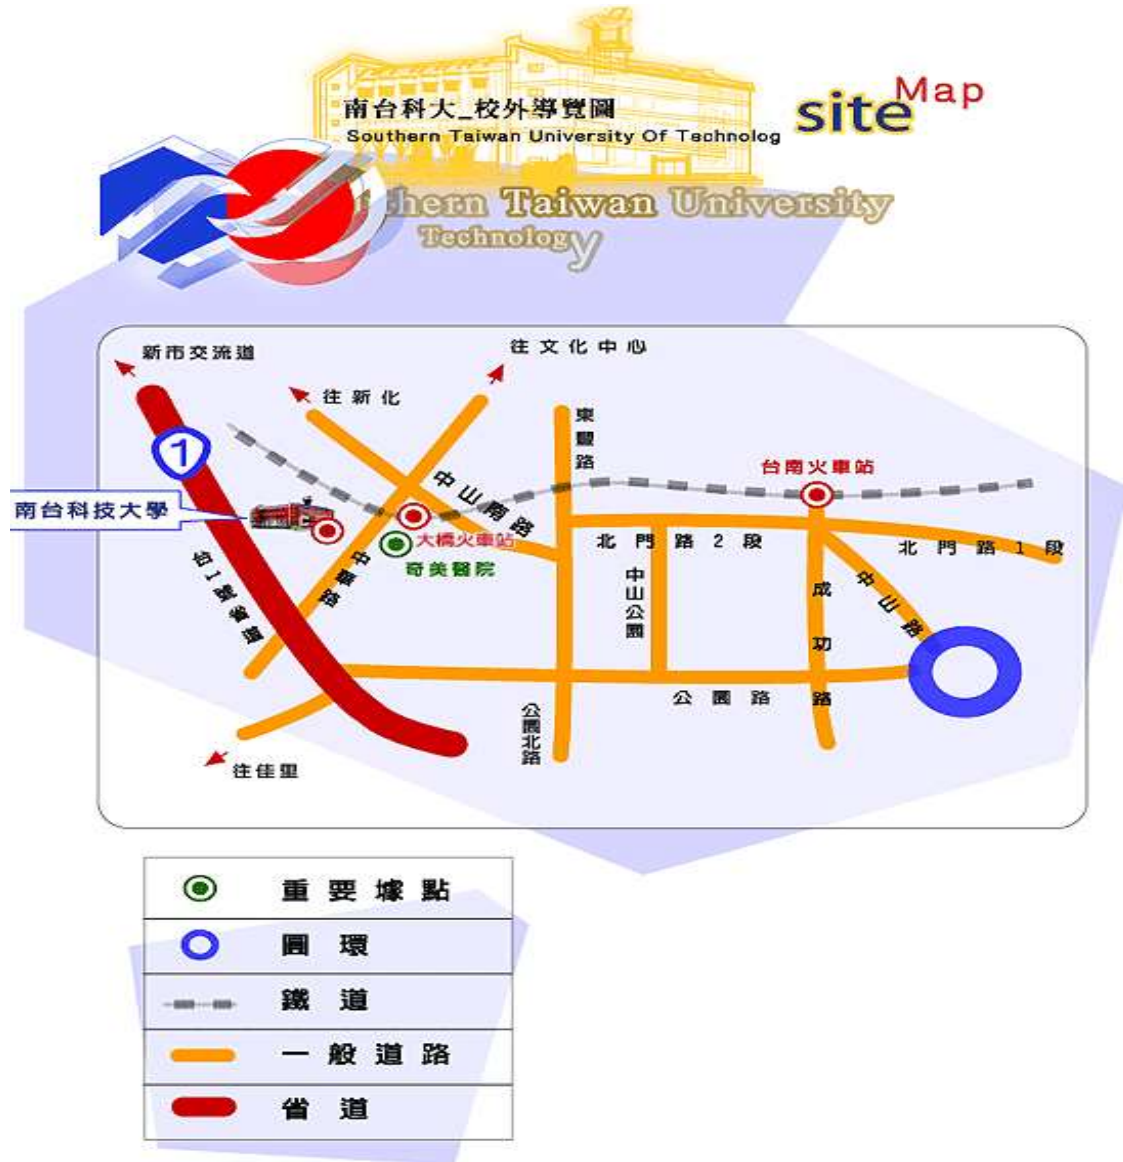 南台科大_校外導覽圖
Southern Taiwan University Of Technolog
site Map
thern Taiwan University
Technology
新市交流道
往文化中心
往新化
東豐路
台南火車站
1
中山南路
南台科技大學
大橋火車站
奇美醫院
北門路2段
北門路1段
中華路
台1號省道
中山公園
成功路
中山路
公園路
公園北路
往佳里
重要據點
圓環
鐵道
一般道路
省道